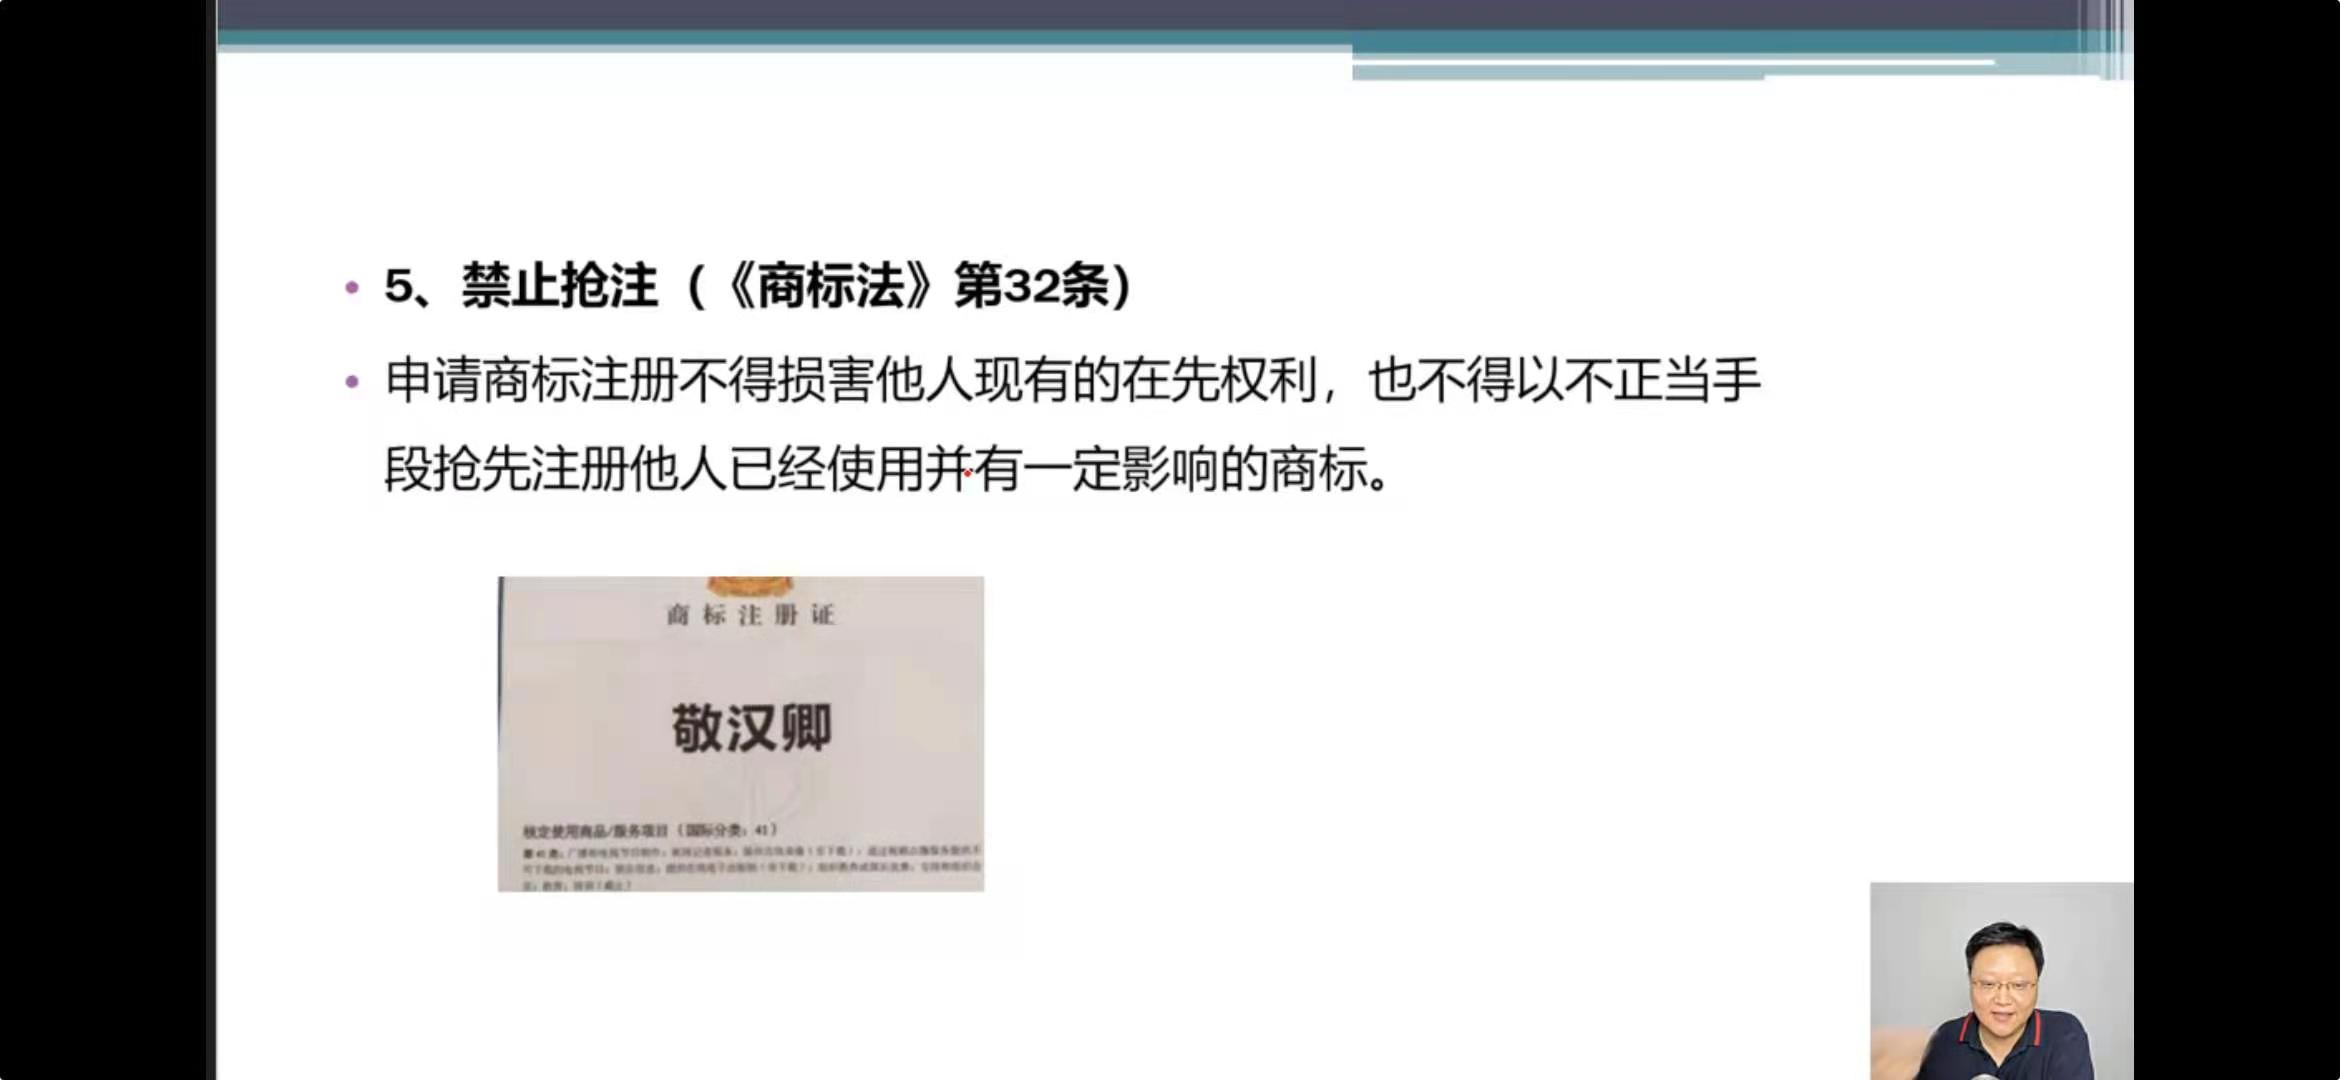 5、禁止抢注（《商标法》第32条）
申请商标注册不得损害他人现有的在先权利，也不得以不正当手
段抢先注册他人已经使用并有一定影响的商标。
商标注册证
敬汉卿
核定使用商品/服务项目（国际分类：41）